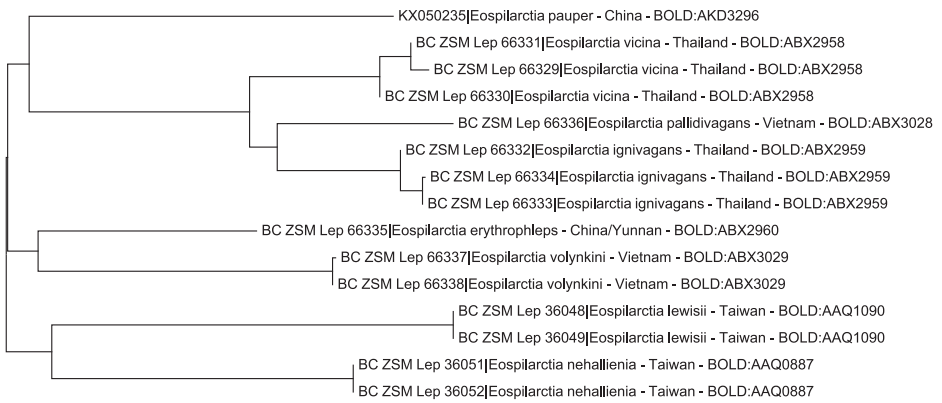 KX050235|Eospilarctia pauper - China - BOLD:AKD3296
BC ZSM Lep 66331|Eospilarctia vicina - Thailand - BOLD:ABX2958
BC ZSM Lep 66329|Eospilarctia vicina - Thailand - BOLD:ABX2958
BC ZSM Lep 66330|Eospilarctia vicina - Thailand - BOLD:ABX2958
BC ZSM Lep 66336|Eospilarctia pallidivagans - Vietnam - BOLD:ABX3028
BC ZSM Lep 66332|Eospilarctia ignivagans - Thailand - BOLD:ABX2959
BC ZSM Lep 66334|Eospilarctia ignivagans - Thailand - BOLD:ABX2959
BC ZSM Lep 66333|Eospilarctia ignivagans - Thailand - BOLD:ABX2959
BC ZSM Lep 66335|Eospilarctia erythrophleps - China/Yunnan - BOLD:ABX2960
BC ZSM Lep 66337|Eospilarctia volynkini - Vietnam - BOLD:ABX3029
BC ZSM Lep 66338|Eospilarctia volynkini - Vietnam - BOLD:ABX3029
BC ZSM Lep 36048|Eospilarctia lewisii - Taiwan - BOLD:AAQ1090
BC ZSM Lep 36049|Eospilarctia lewisii - Taiwan - BOLD:AAQ1090
BC ZSM Lep 36051|Eospilarctia nehallienia - Taiwan - BOLD:AAQ0887
BC ZSM Lep 36052|Eospilarctia nehallienia - Taiwan - BOLD:AAQ0887